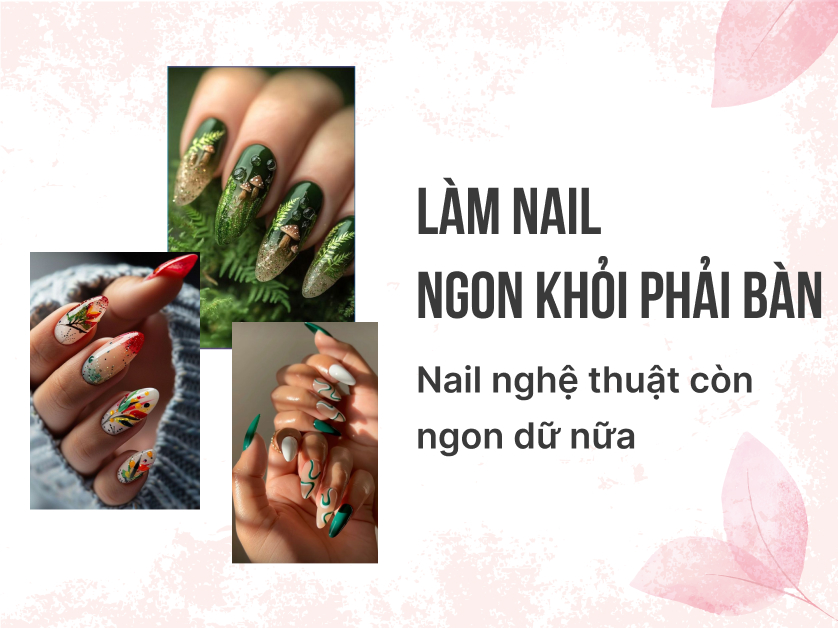 LÀM NAIL
NGON KHỎI PHẢI BÀN
Nail nghệ thuật còn
ngon dữ nữa